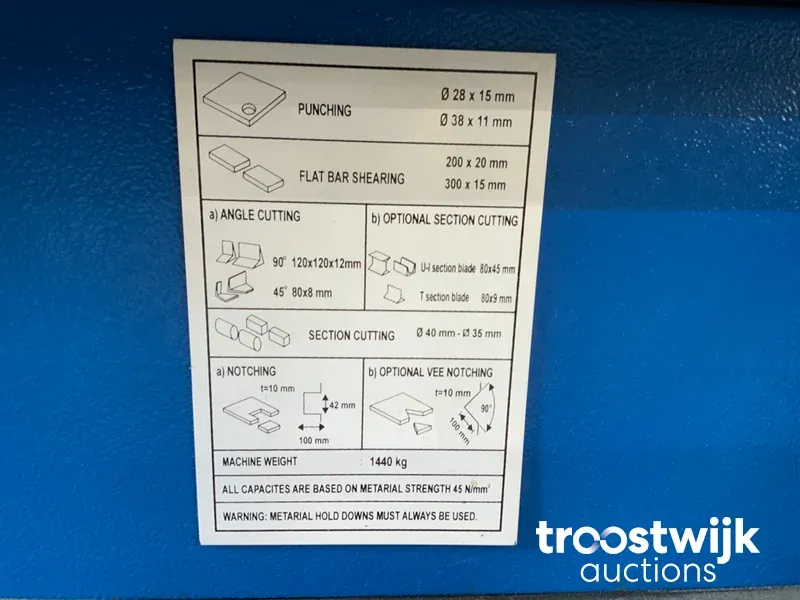 PUNCHING
Ø 28 x 15 mm
Ø 38 x 11 mm
FLAT BAR SHEARING
200 x 20 mm
300 x 15 mm
a) ANGLE CUTTING
90° 120x120x12mm
45° 80x8 mm
b) OPTIONAL SECTION CUTTING
U-I section blade 80x45 mm
T section blade 80x9 mm
SECTION CUTTING
Ø 40 mm - Ø 35 mm
a) NOTCHING
t=10 mm
42 mm
100 mm
b) OPTIONAL VEE NOTCHING
t=10 mm
90°
100 mm
MACHINE WEIGHT : 1440 kg
ALL CAPACITES ARE BASED ON METARIAL STRENGTH 45 N/mm²
WARNING: METARIAL HOLD DOWNS MUST ALWAYS BE USED.
troostwijk
auctions